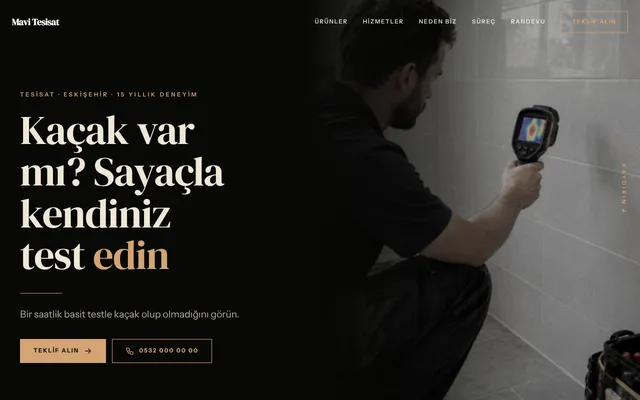 Mavi Tesisat
ÜRÜNLER
HİZMETLER
NEDEN BİZ
SÜREÇ
RANDEVU
TEKLİF ALIN
TESİSAT · ESKİŞEHİR · 15 YILLIK DENEYİM
Kaçak var
mı? Sayaçla
kendiniz
test edin
Bir saatlik basit testle kaçak olup olmadığını görün.
TEKLİF ALIN →
0532 000 00 00
KAYDIRIN